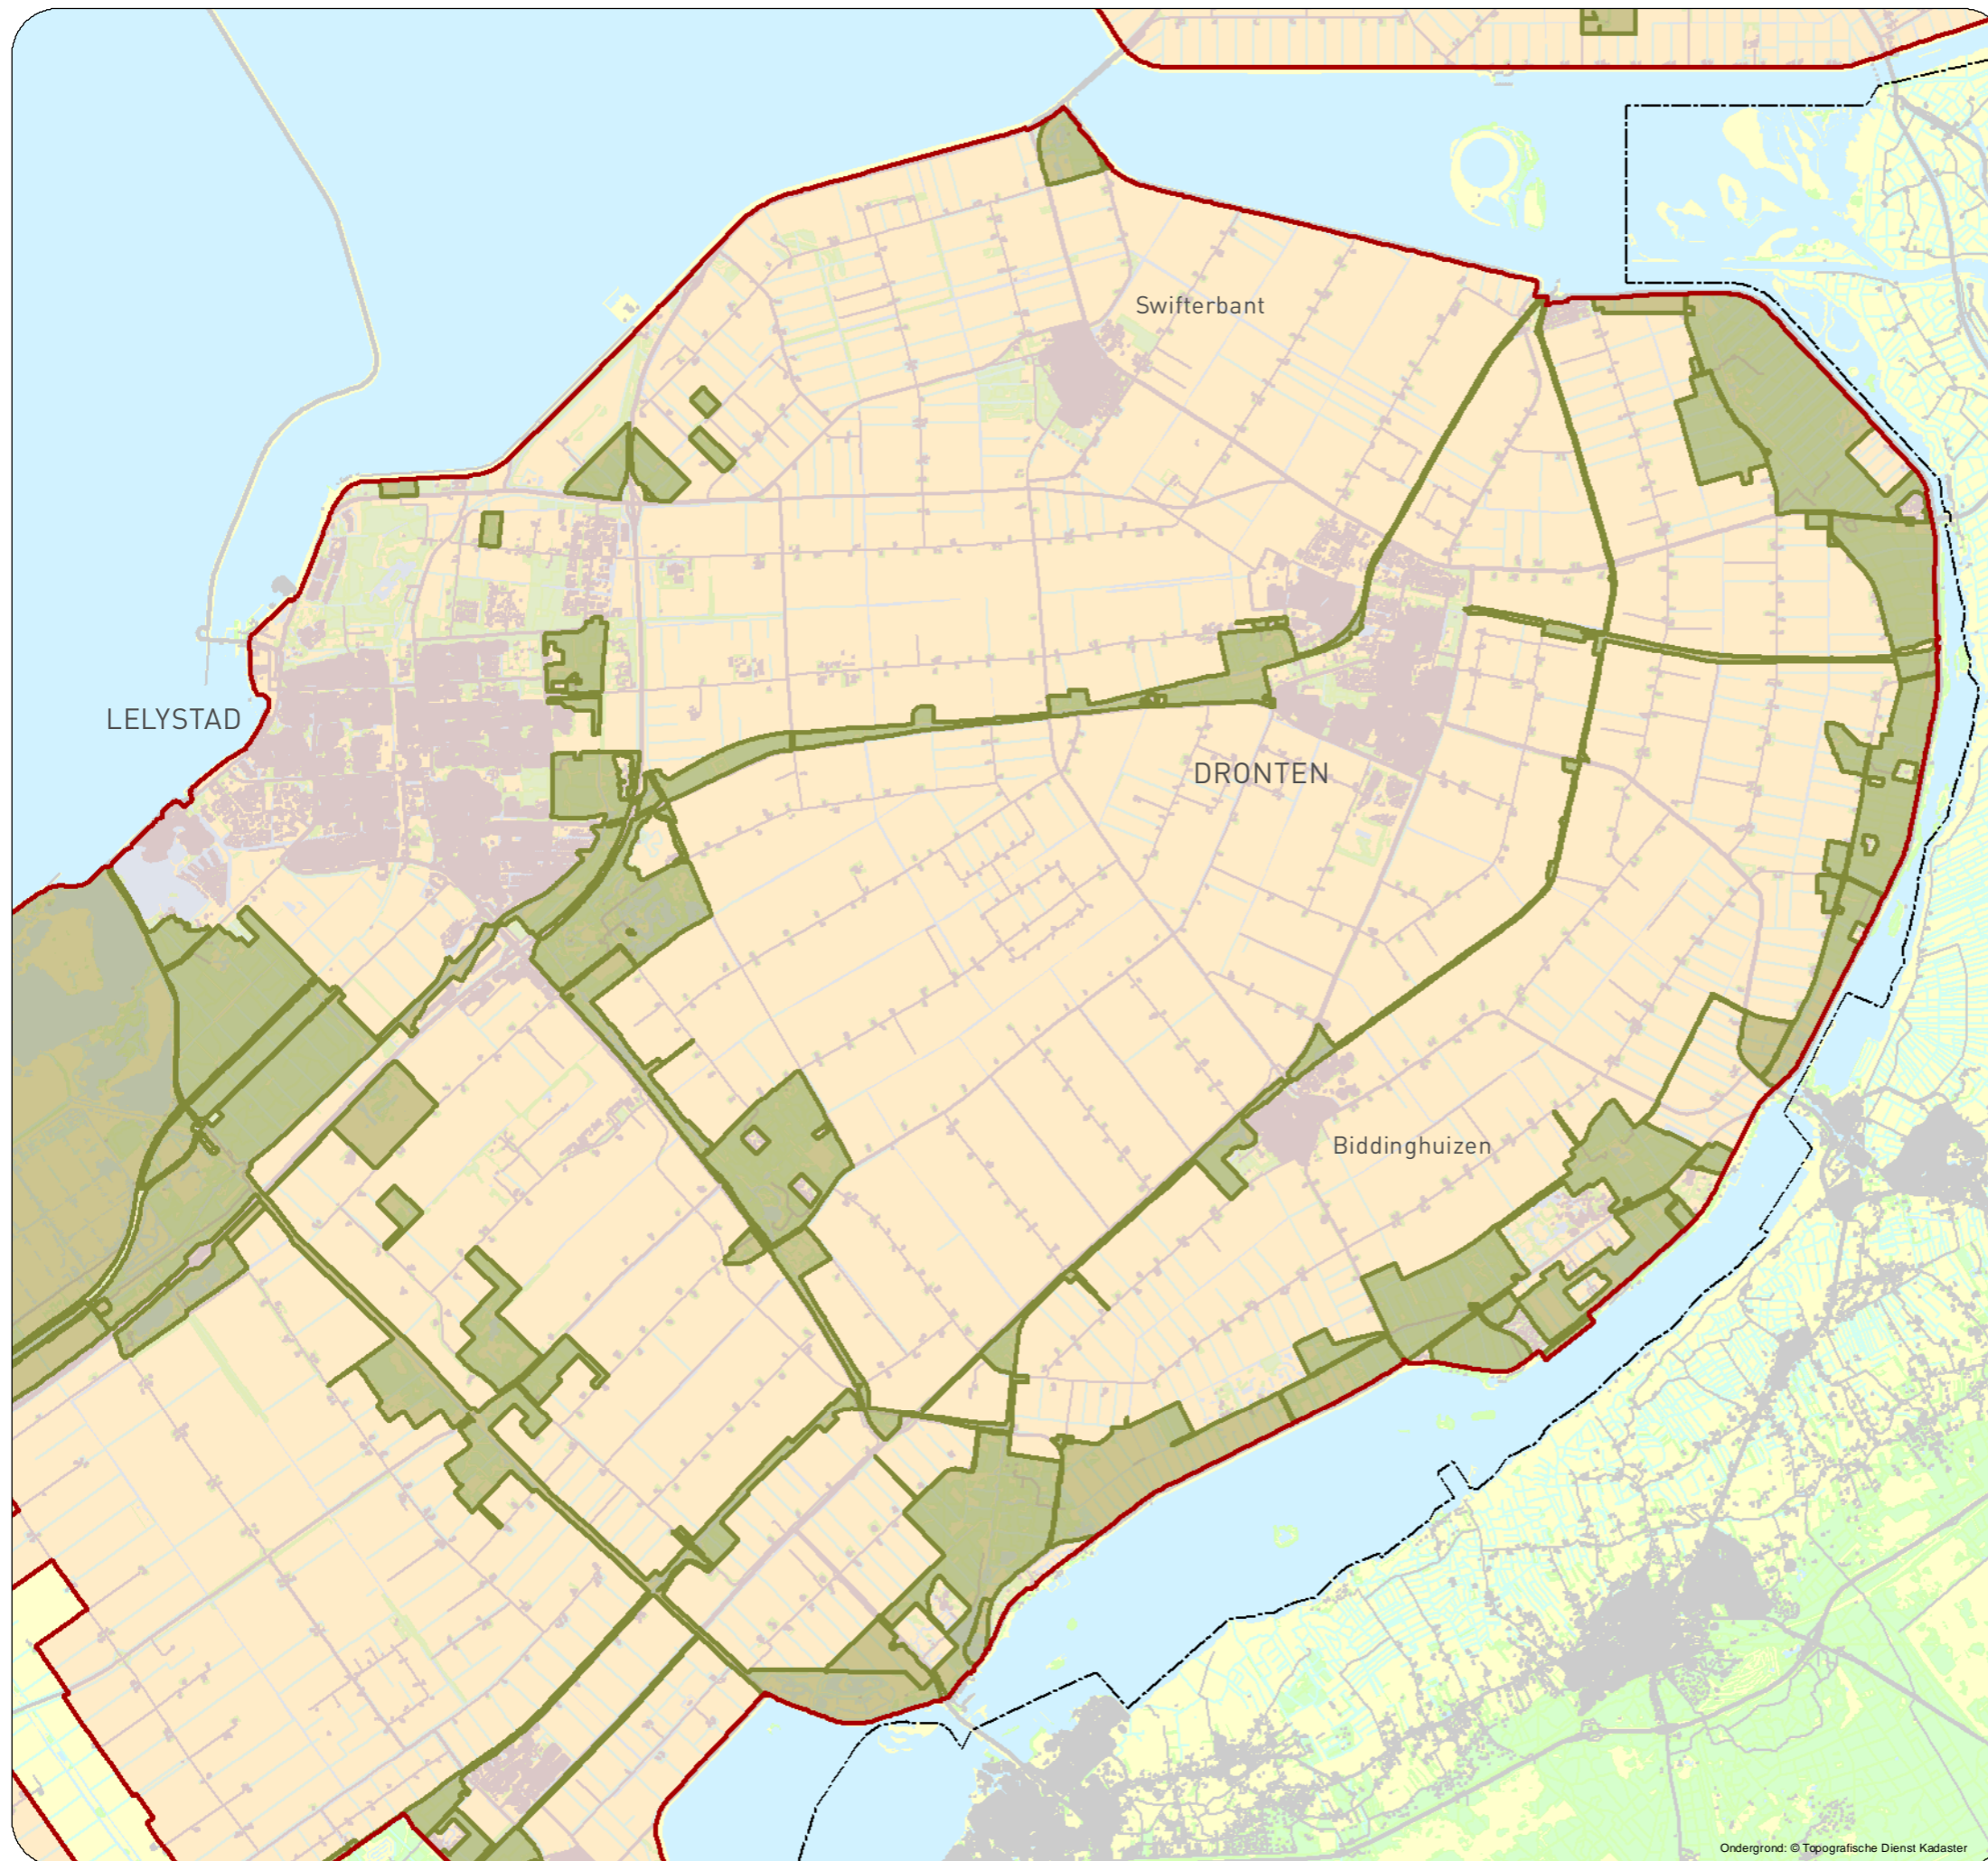 Swifterbant
LELYSTAD
DRONTEN
Biddinghuizen
Ondergrond: © Topografische Dienst Kadaster